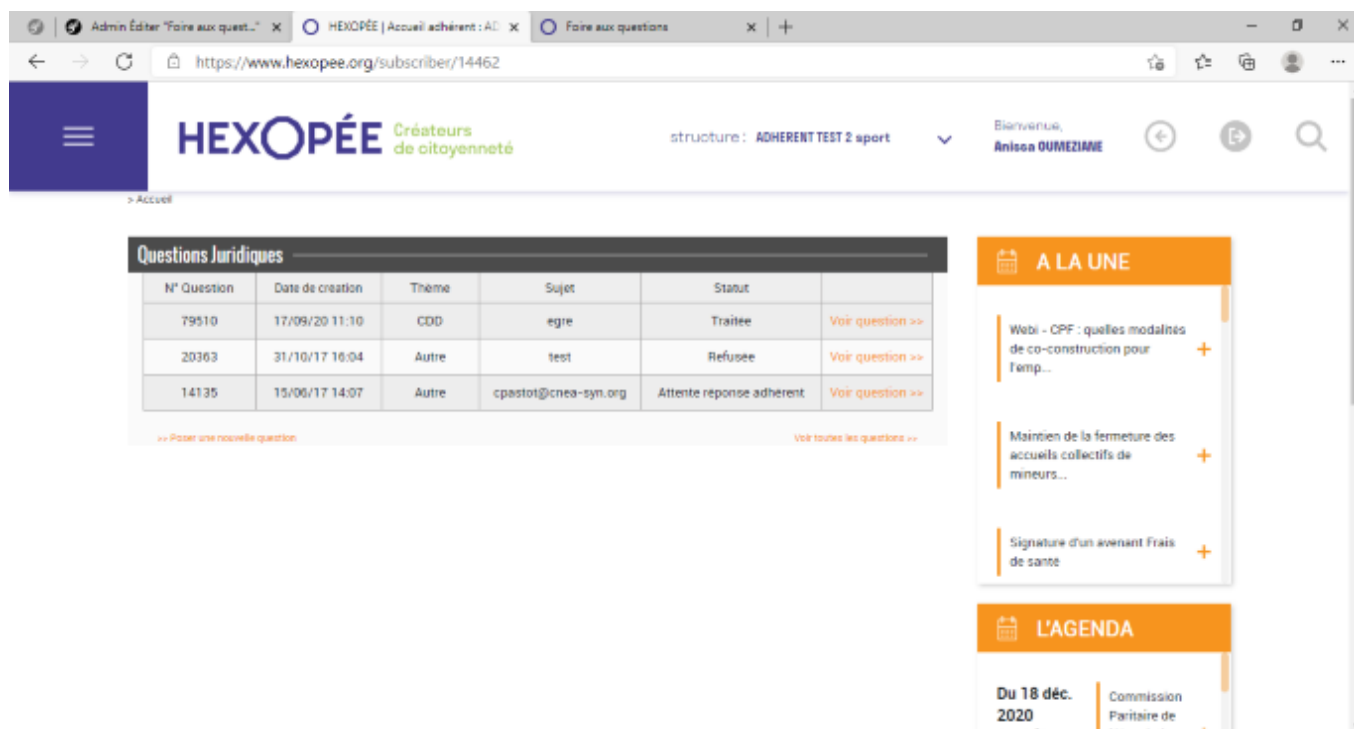 Admin Éditer "Foire aux quest..."
HEXOPÉE | Accueil adhérent : AD
Foire aux questions
https://www.hexopee.org/subscriber/14462
HEXOPÉE
Créateurs
de citoyenneté
structure : ADHERENT TEST 2 sport
Bienvenue,
Anissa OUMEZIANE
> Accueil
Questions Juridiques
N° Question Date de creation Thème Sujet Statut
79510 17/09/20 11:10 CDD egre Traitee Voir question >>
20363 31/10/17 16:04 Autre test Refusee Voir question >>
14135 15/06/17 14:07 Autre cpastot@cnea-syn.org Attente réponse adhérent Voir question >>
>> Poser une nouvelle question Voir toutes les questions >>
A LA UNE
Webi - CPF : quelles modalités
de co-construction pour
l'emp...
Maintien de la fermeture des
accueils collectifs de
mineurs...
Signature d'un avenant Frais
de santé
L'AGENDA
Du 18 déc.
2020
Commission
Paritaire de